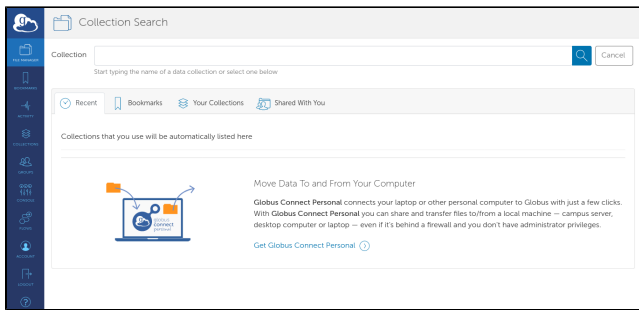 Collection Search
FILE MANAGER
BOOKMARKS
ACTIVITY
COLLECTIONS
GROUPS
CONSOLE
FLOWS
ACCOUNT
LOGOUT
Collection
Cancel
Start typing the name of a data collection or select one below
Recent Bookmarks Your Collections Shared With You
Collections that you use will be automatically listed here
globus
connect
personal
Move Data To and From Your Computer
Globus Connect Personal connects your laptop or other personal computer to Globus with just a few clicks.
With Globus Connect Personal you can share and transfer files to/from a local machine — campus server,
desktop computer or laptop — even if it's behind a firewall and you don't have administrator privileges.
Get Globus Connect Personal